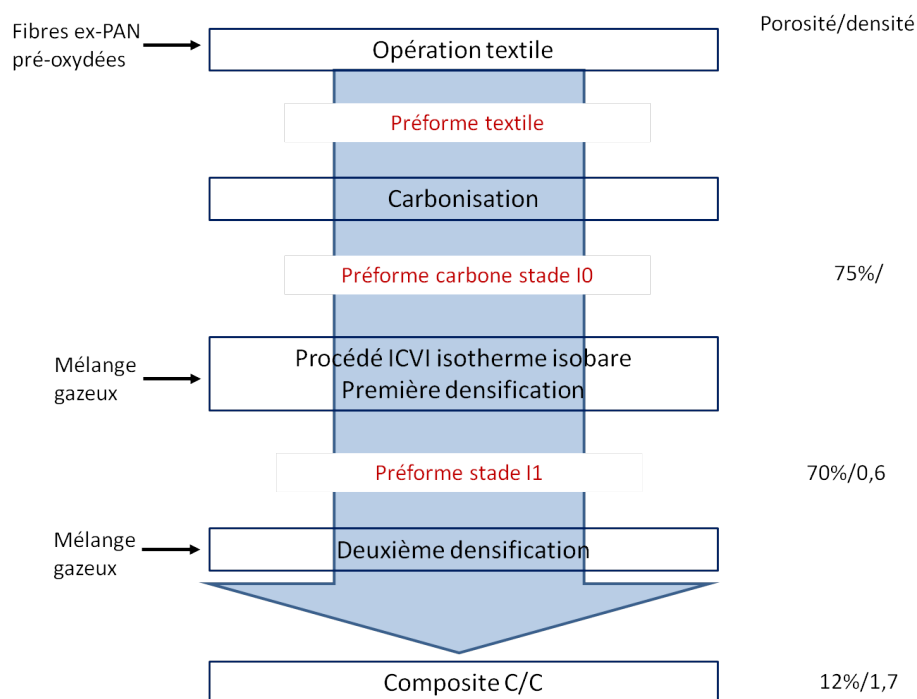 Fibres ex-PAN
pré-oxydées
Opération textile
Porosité/densité
Préforme textile
Carbonisation
Préforme carbone stade I0
75%/
Mélange
gazeux
Procédé ICVI isotherme isobare
Première densification
Préforme stade I1
70%/0,6
Mélange
gazeux
Deuxième densification
Composite C/C
12%/1,7